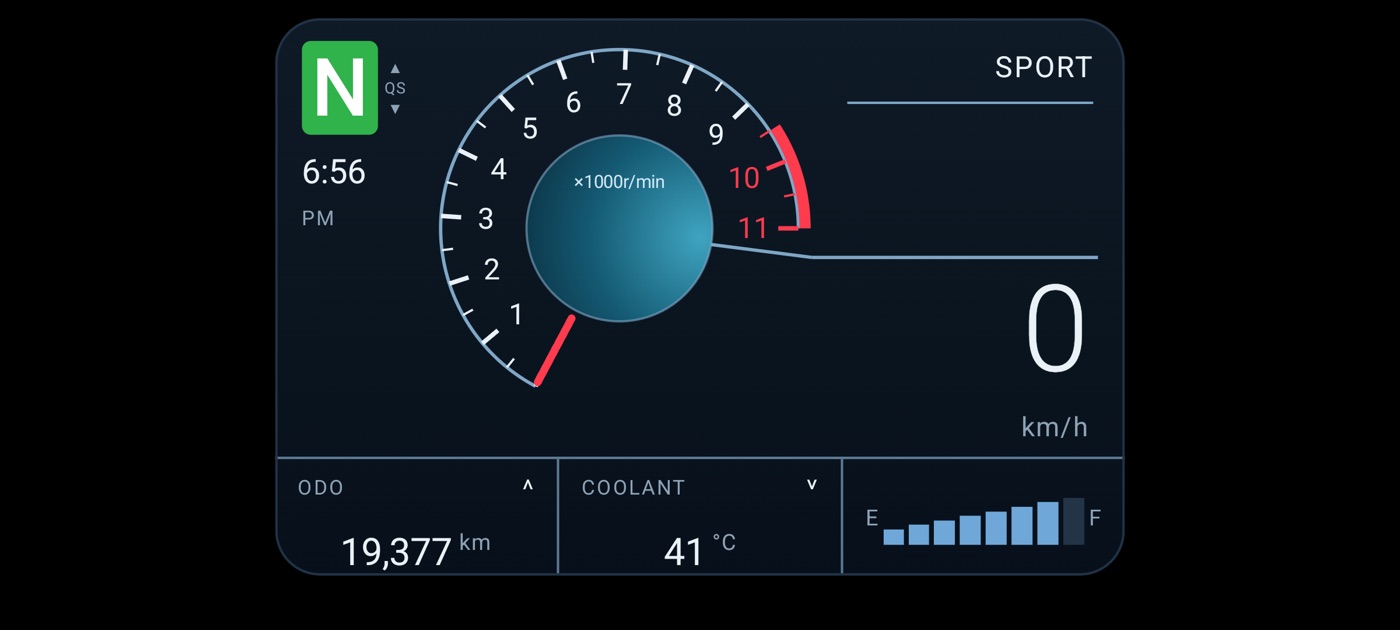 N
QS
6:56
PM
1
2
3
4
5
6
7
8
9
10
11
×1000r/min
SPORT
0
km/h
ODO
19,377 km
COOLANT
41 °C
E
F